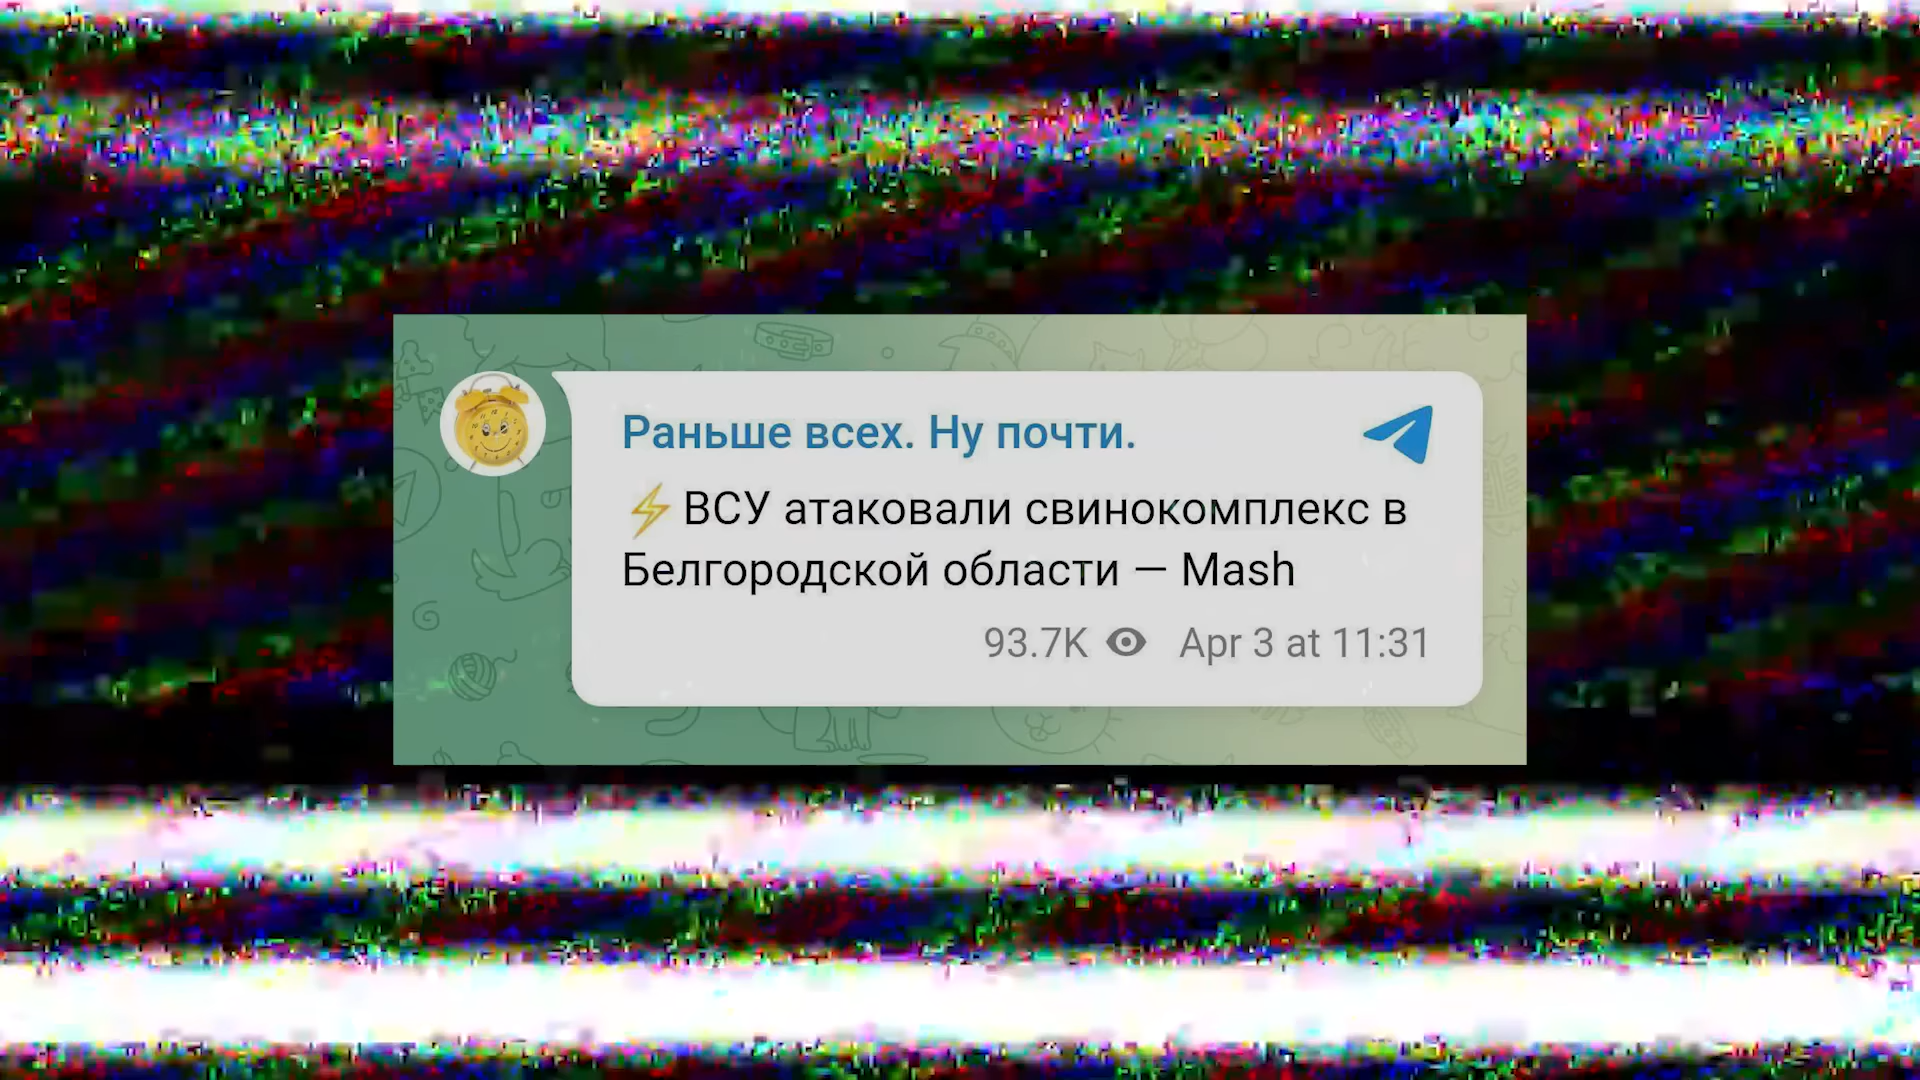 Раньше всех. Ну почти.
⚡ВСУ атаковали свинокомплекс в
Белгородской области — Mash
93.7K Apr 3 at 11:31